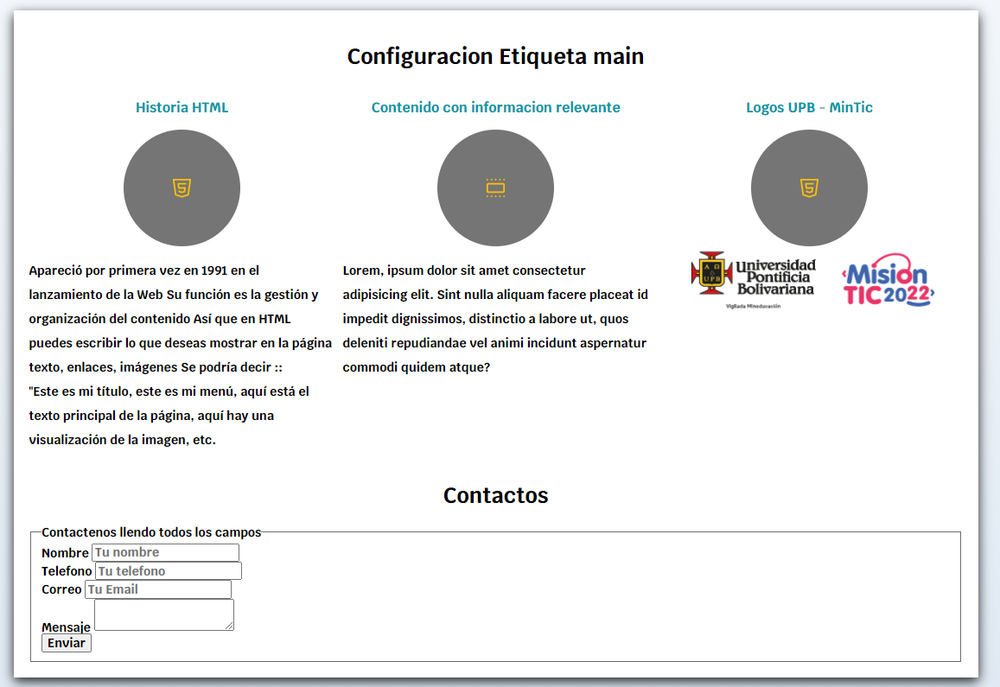 Configuracion Etiqueta main
Historia HTML
Apareció por primera vez en 1991 en el
lanzamiento de la Web Su función es la gestión y
organización del contenido Así que en HTML
puedes escribir lo que deseas mostrar en la página
texto, enlaces, imágenes Se podría decir ::
"Este es mi título, este es mi menú, aquí está el
texto principal de la página, aquí hay una
visualización de la imagen, etc.
Contenido con informacion relevante
Lorem, ipsum dolor sit amet consectetur
adipisicing elit. Sint nulla aliquam facere placeat id
impedit dignissimos, distinctio a labore ut, quos
deleniti repudiandae vel animi incidunt aspernatur
commodi quidem atque?
Logos UPB - MinTic
A Ω
UPB
Universidad
Pontificia
Bolivariana
Vigilada Mineducación
Misión
TIC 2022
Contactos
Contactenos llendo todos los campos
Nombre Tu nombre
Telefono Tu telefono
Correo Tu Email
Mensaje
Enviar